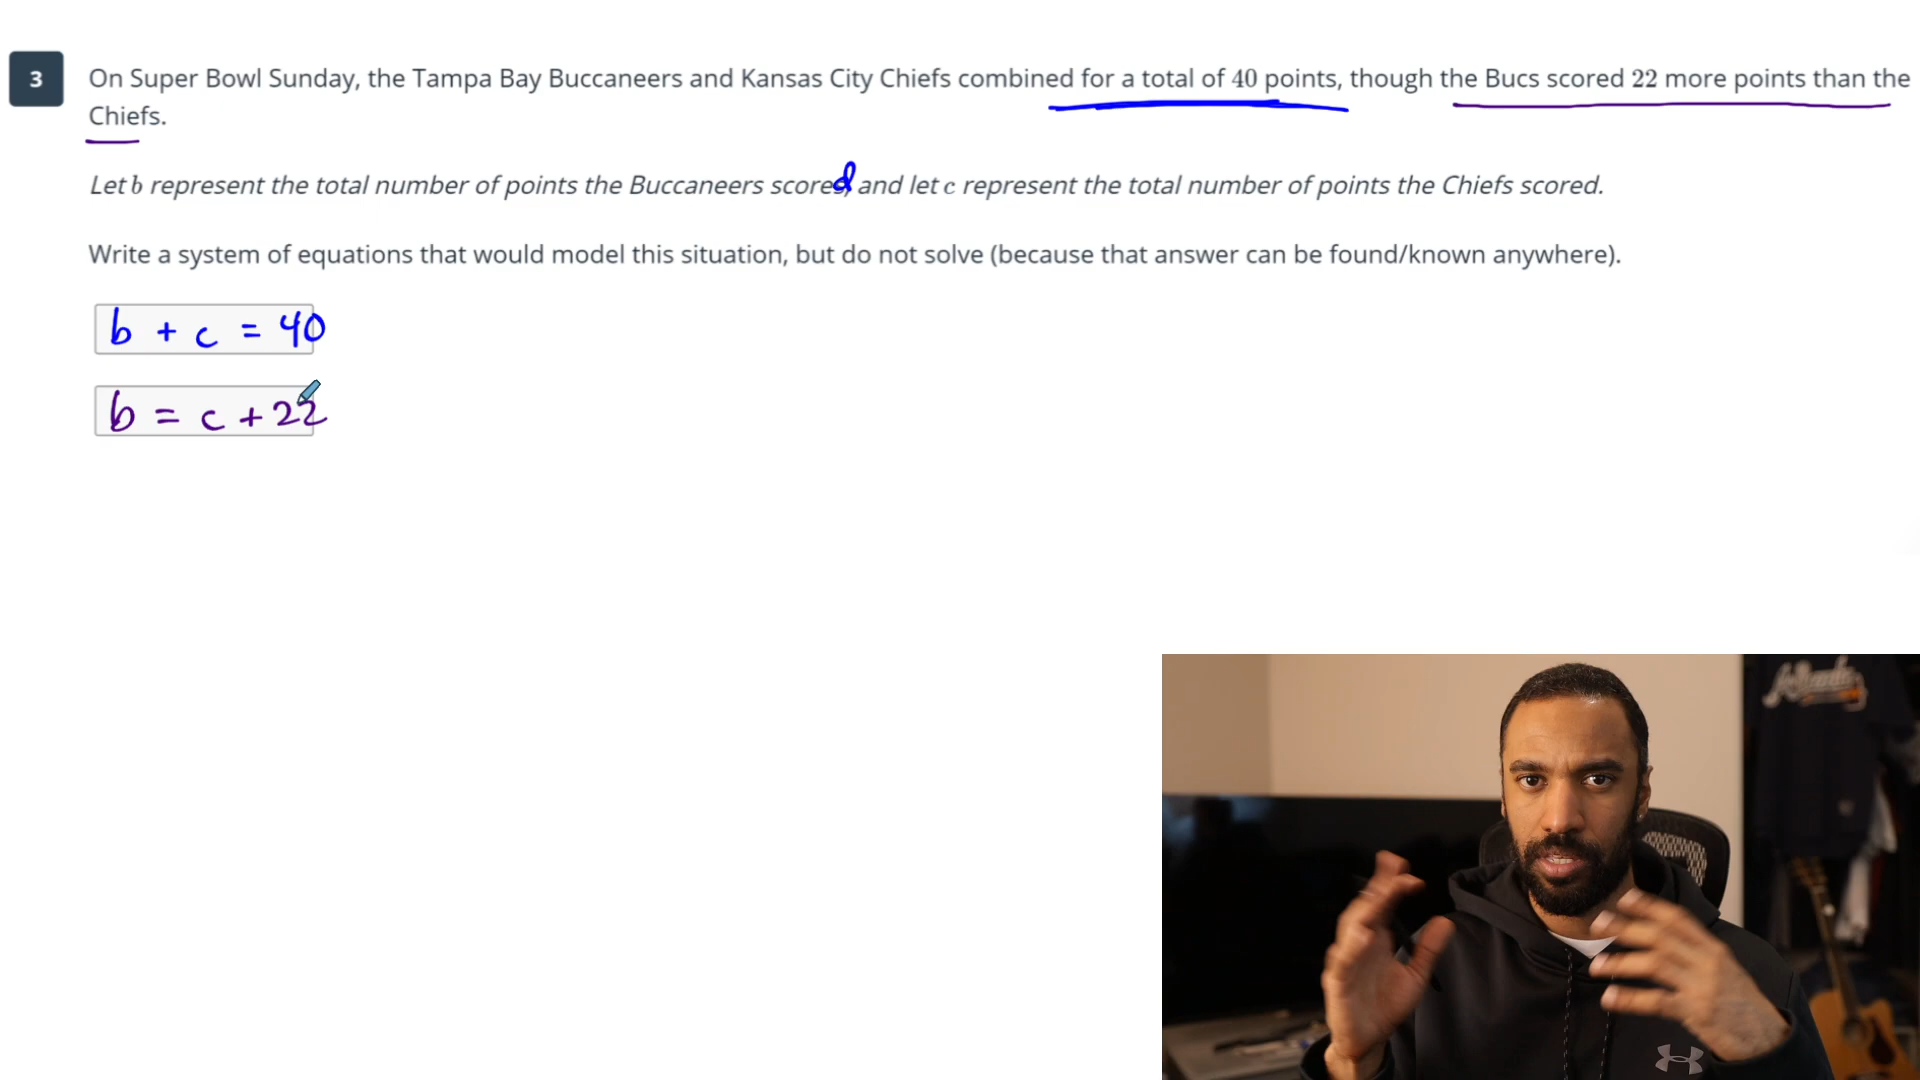 3
On Super Bowl Sunday, the Tampa Bay Buccaneers and Kansas City Chiefs combined for a total of 40 points, though the Bucs scored 22 more points than the
Chiefs.
Let b represent the total number of points the Buccaneers scored and let c represent the total number of points the Chiefs scored.
Write a system of equations that would model this situation, but do not solve (because that answer can be found/known anywhere).
b + c = 40
b = c + 22